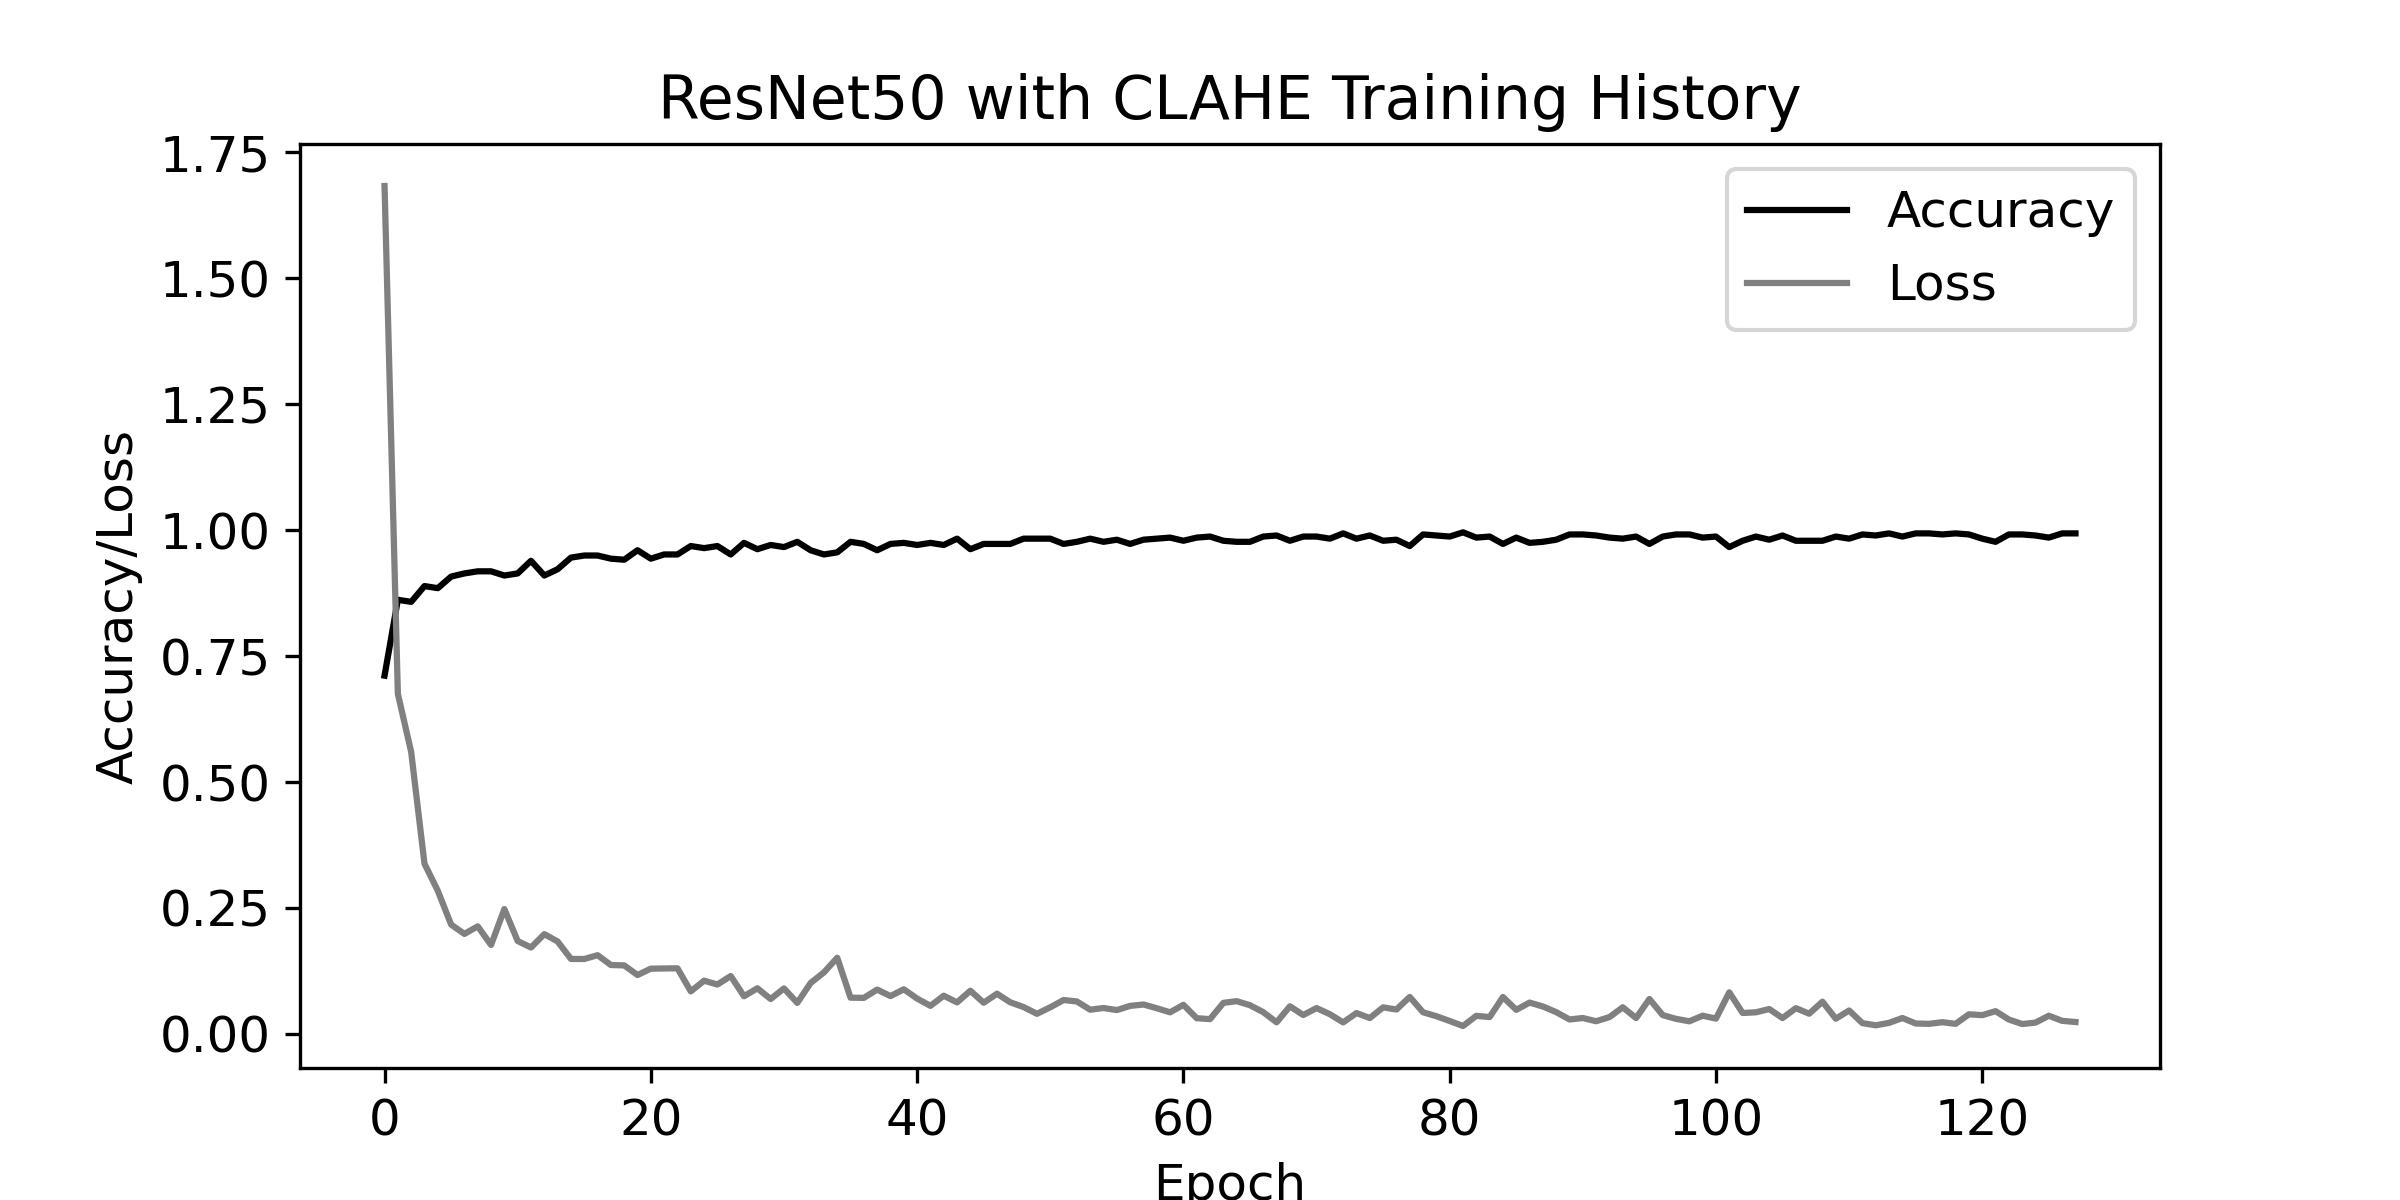 ResNet50 with CLAHE Training History
1.75
1.50
1.25
1.00
0.75
0.50
0.25
0.00
Accuracy/Loss
Accuracy
Loss
0 20 40 60 80 100 120
Epoch